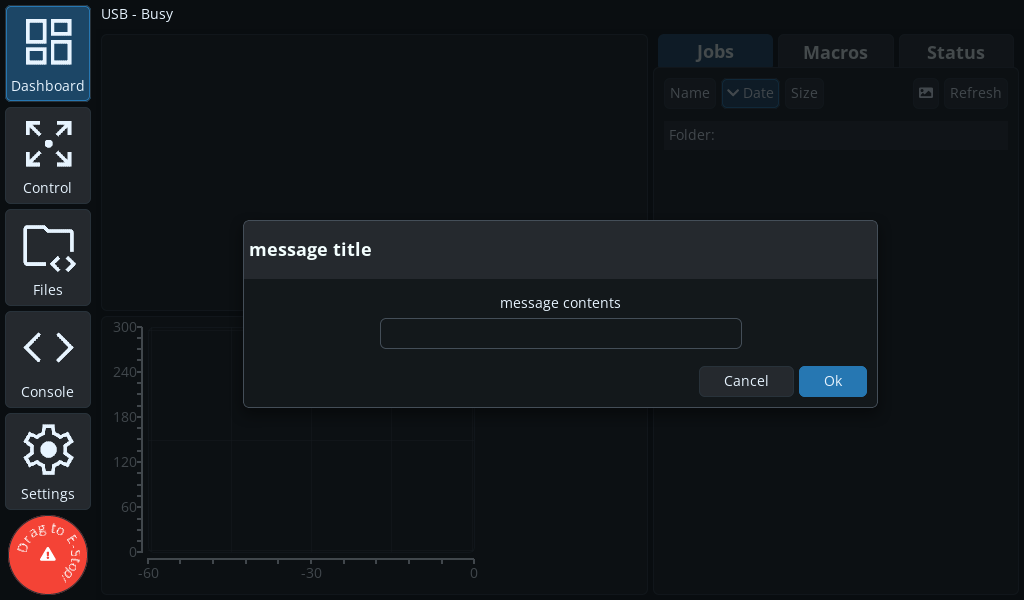 USB - Busy
Dashboard
Control
Files
Console
Settings
Drag to E-Stop!
Jobs
Macros
Status
Name
Date
Size
Refresh
Folder:
message title
message contents
Cancel
Ok
300
240
180
120
60
0
-60
-30
0